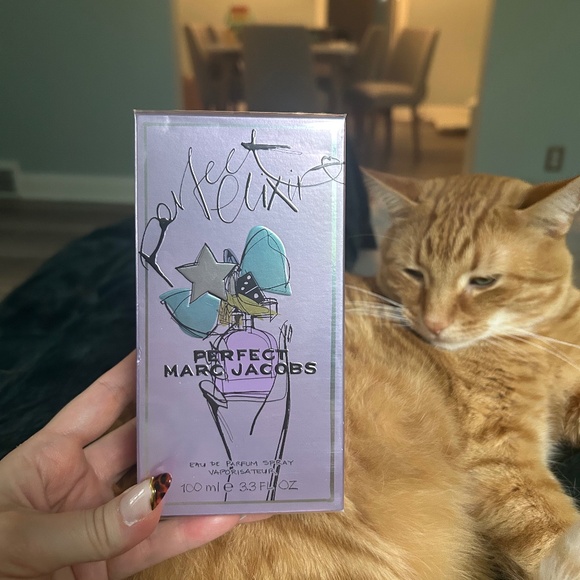 Perfect
elixir
PERFECT
MARC JACOBS
EAU DE PARFUM SPRAY
VAPORISATEUR
100 ml e 3.3 FL. OZ